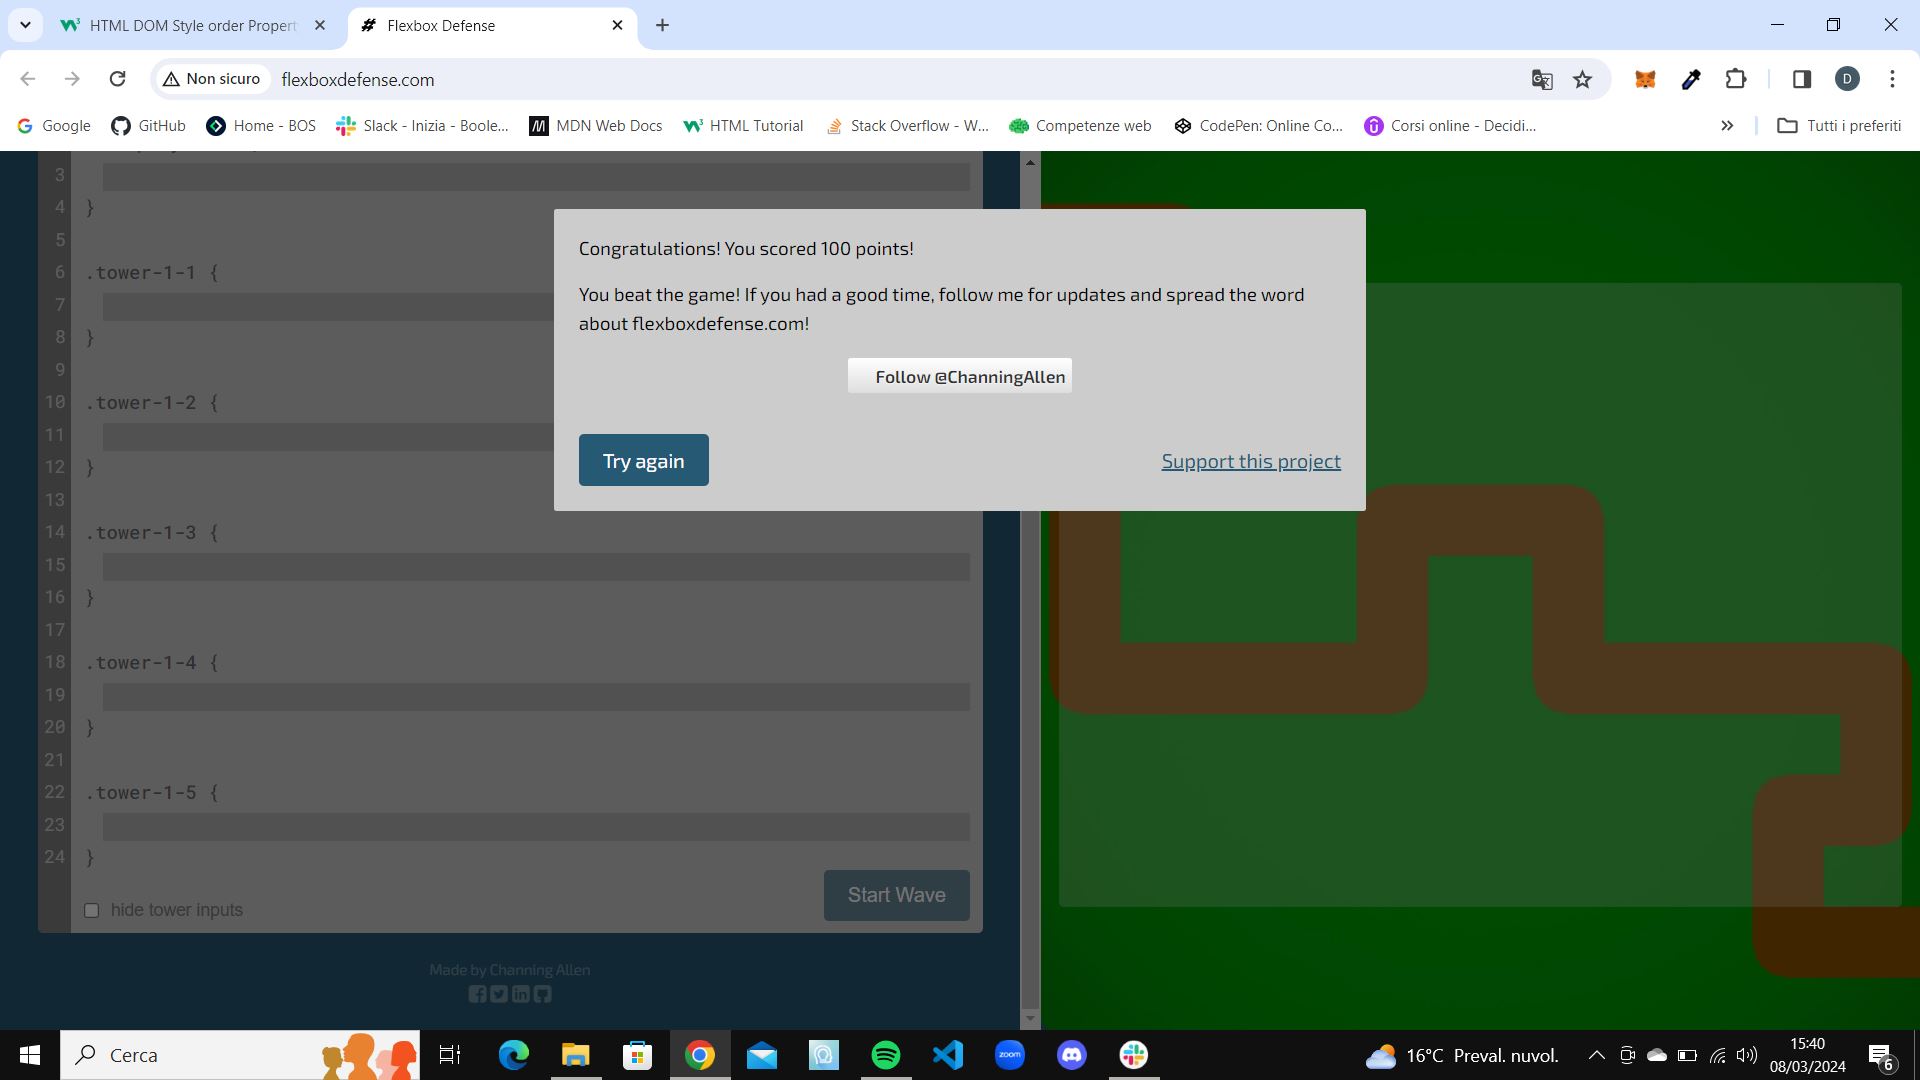 HTML DOM Style order Propert
Flexbox Defense
Non sicuro
flexboxdefense.com
D
Google
GitHub
Home - BOS
Slack - Inizia - Boole...
MDN Web Docs
HTML Tutorial
Stack Overflow - W...
Competenze web
CodePen: Online Co...
Corsi online - Decidi...
Tutti i preferiti
3
4 }
5
6 .tower-1-1 {
7
8 }
9
10 .tower-1-2 {
11
12 }
13
14 .tower-1-3 {
15
16 }
17
18 .tower-1-4 {
19
20 }
21
22 .tower-1-5 {
23
24 }
hide tower inputs
Start Wave
Made by Channing Allen
Congratulations! You scored 100 points!
You beat the game! If you had a good time, follow me for updates and spread the word
about flexboxdefense.com!
Follow @ChanningAllen
Try again
Support this project
Cerca
zoom
16°C Preval. nuvol.
15:40
08/03/2024
6